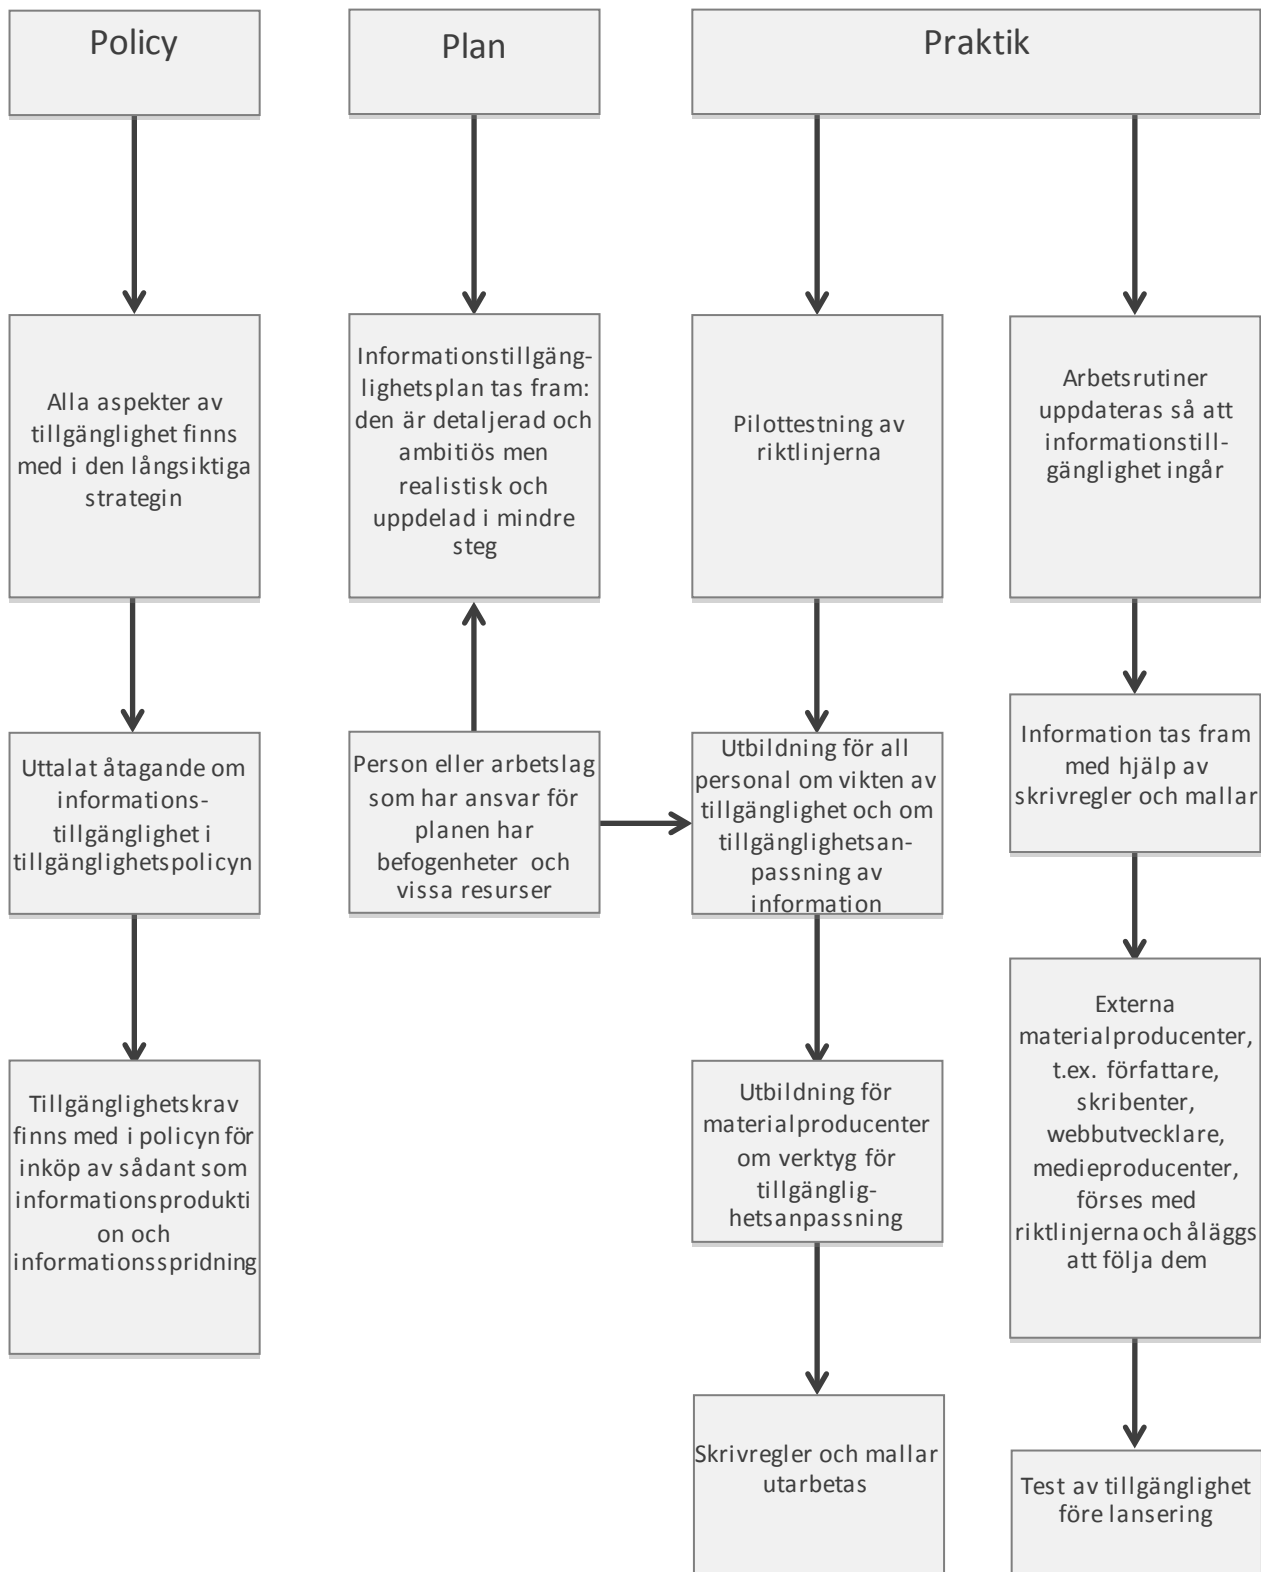 Policy
Plan
Praktik
Alla aspekter av
tillgänglighet finns
med i den långsiktiga
strategin
Informationstillgäng-
lighetsplan tas fram:
den är detaljerad och
ambitiös men
realistisk och
uppdelad i mindre
steg
Pilottestning av
riktlinjerna
Arbetsrutiner
uppdateras så att
informationstill-
gänglighet ingår
Uttalat åtagande om
informations-
tillgänglighet i
tillgänglighetspolicyn
Person eller arbetslag
som har ansvar för
planen har
befogenheter och
vissa resurser
Utbildning för all
personal om vikten av
tillgänglighet och om
tillgänglighetsan-
passning av
information
Information tas fram
med hjälp av
skrivregler och mallar
Tillgänglighetskrav
finns med i policyn för
inköp av sådant som
informationsprodukti
on och
informationsspridning
Utbildning för
materialproducenter
om verktyg för
tillgänglig-
hetsanpassning
Externa
materialproducenter,
t.ex. författare,
skribenter,
webbutvecklare,
medieproducenter,
förses med
riktlinjerna och åläggs
att följa dem
Skrivregler och mallar
utarbetas
Test av tillgänglighet
före lansering